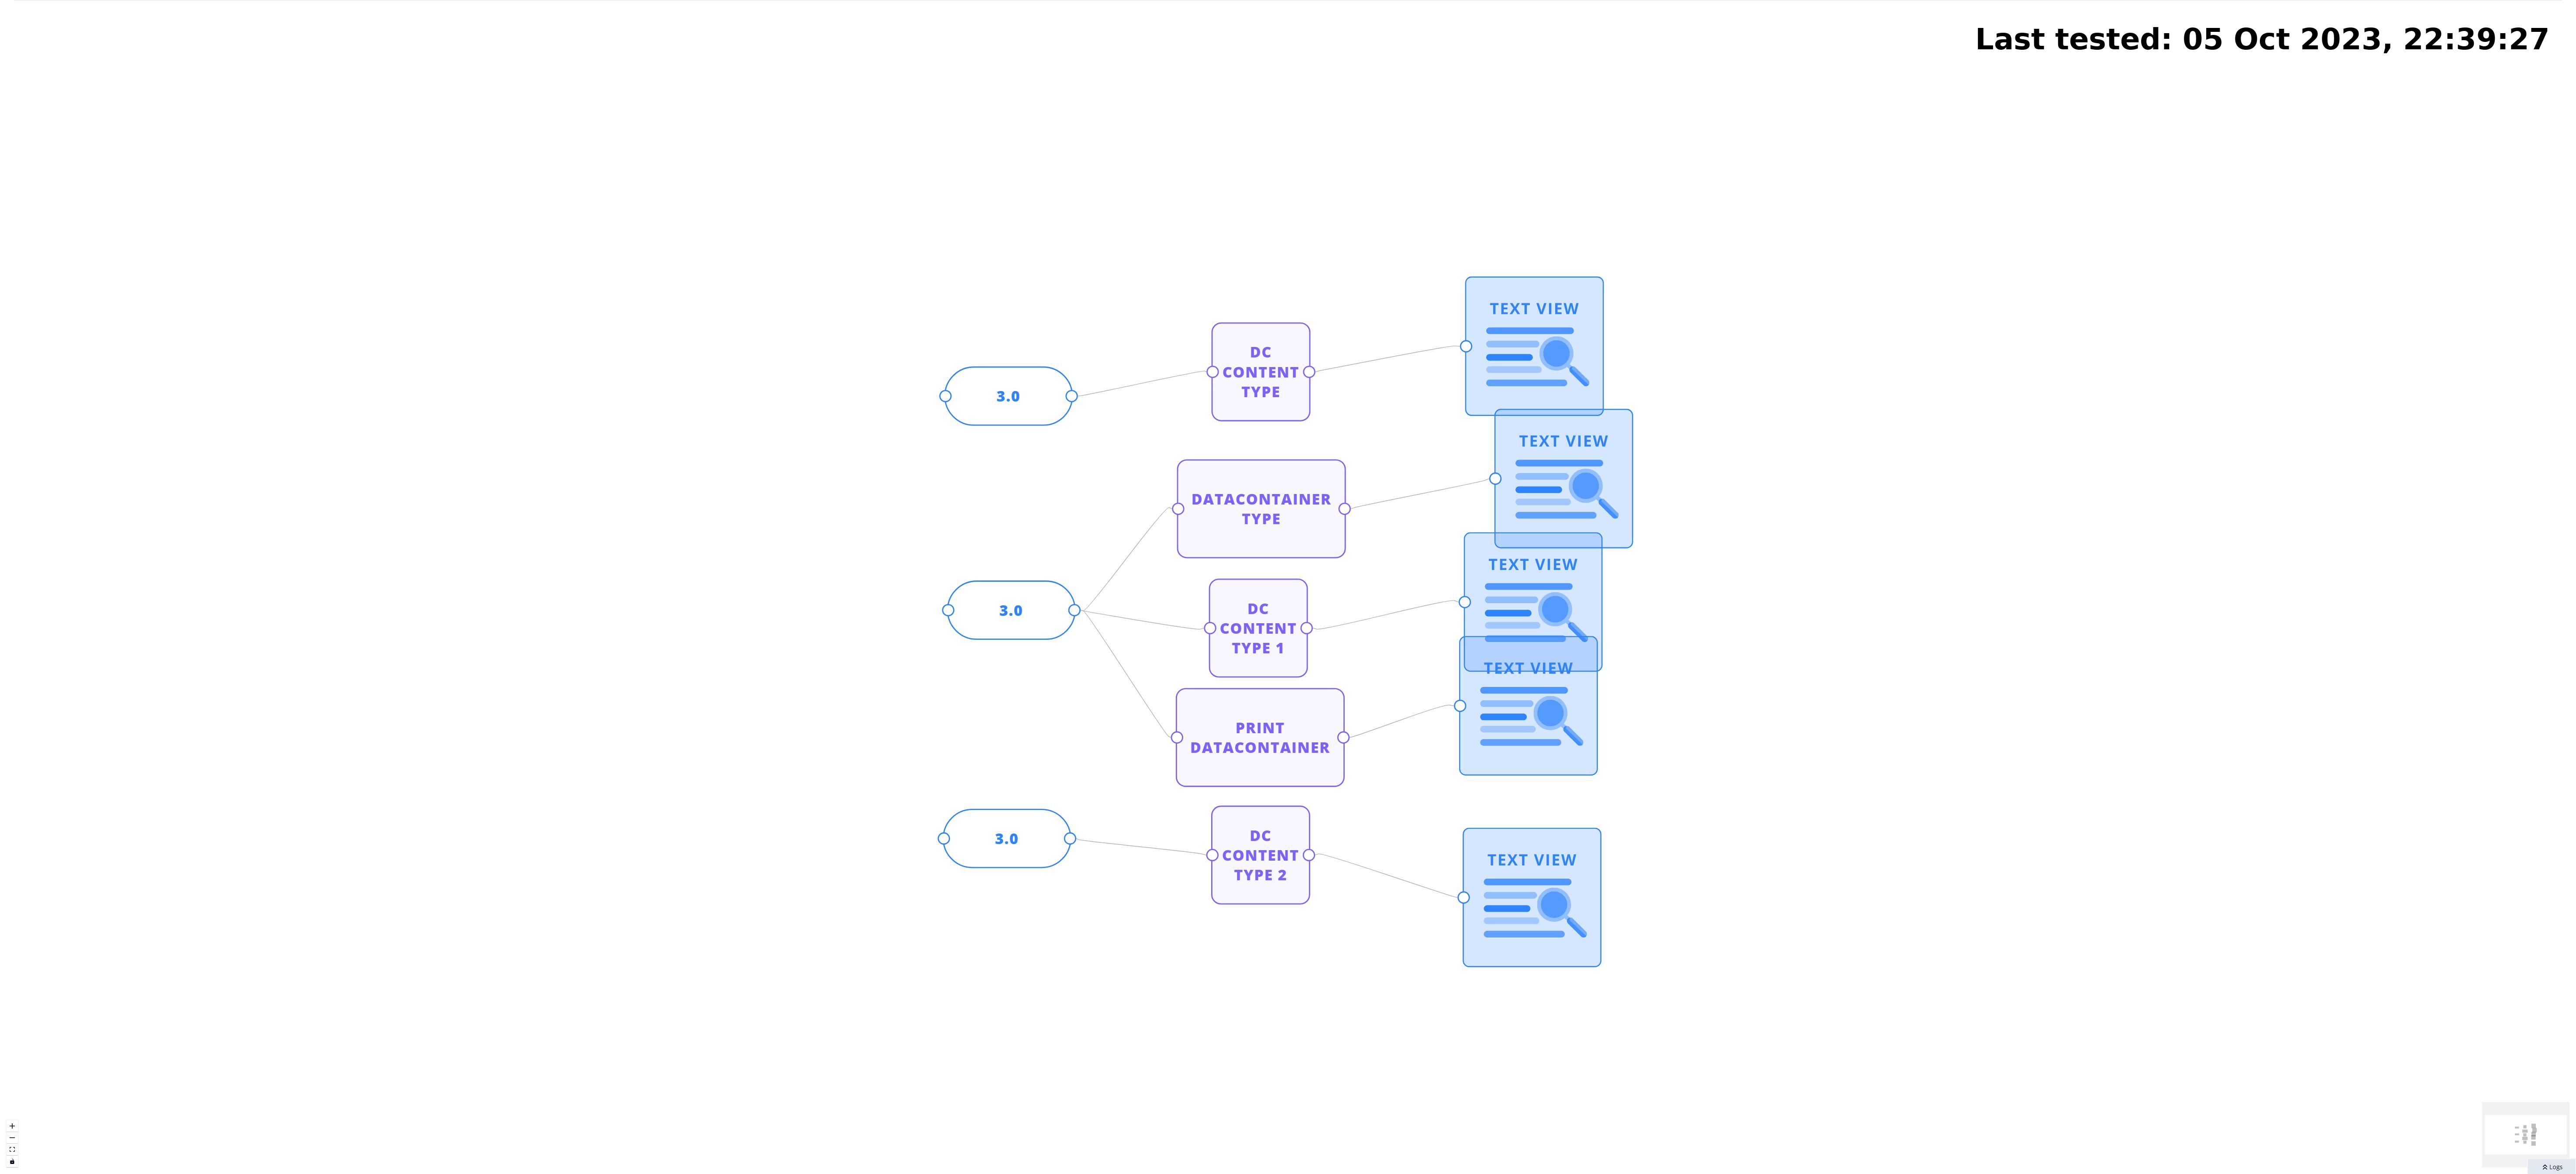 Last tested: 05 Oct 2023, 22:39:27
TEXT VIEW
DC
CONTENT
TYPE
3.0
TEXT VIEW
DATACONTAINER
TYPE
TEXT VIEW
3.0
DC
CONTENT
TYPE 1
TEXT VIEW
PRINT
DATACONTAINER
3.0
DC
CONTENT
TYPE 2
TEXT VIEW
Logs